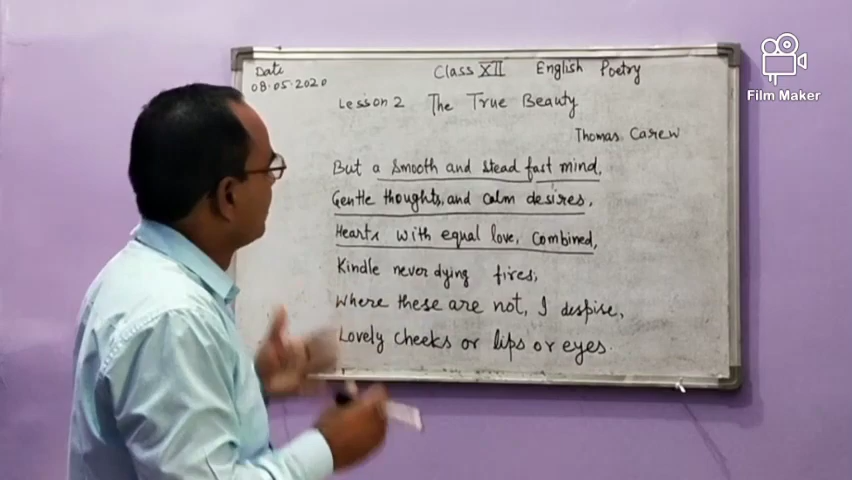 Date
08.05.2020
Class XII English Poetry
Lesson 2 The True Beauty
Thomas Carew
But a smooth and stead fast mind,
Gentle thoughts, and calm desires,
Hearts with equal love, combined,
Kindle never dying fires;
Where these are not, I despise,
Lovely cheeks or lips or eyes.
Film Maker